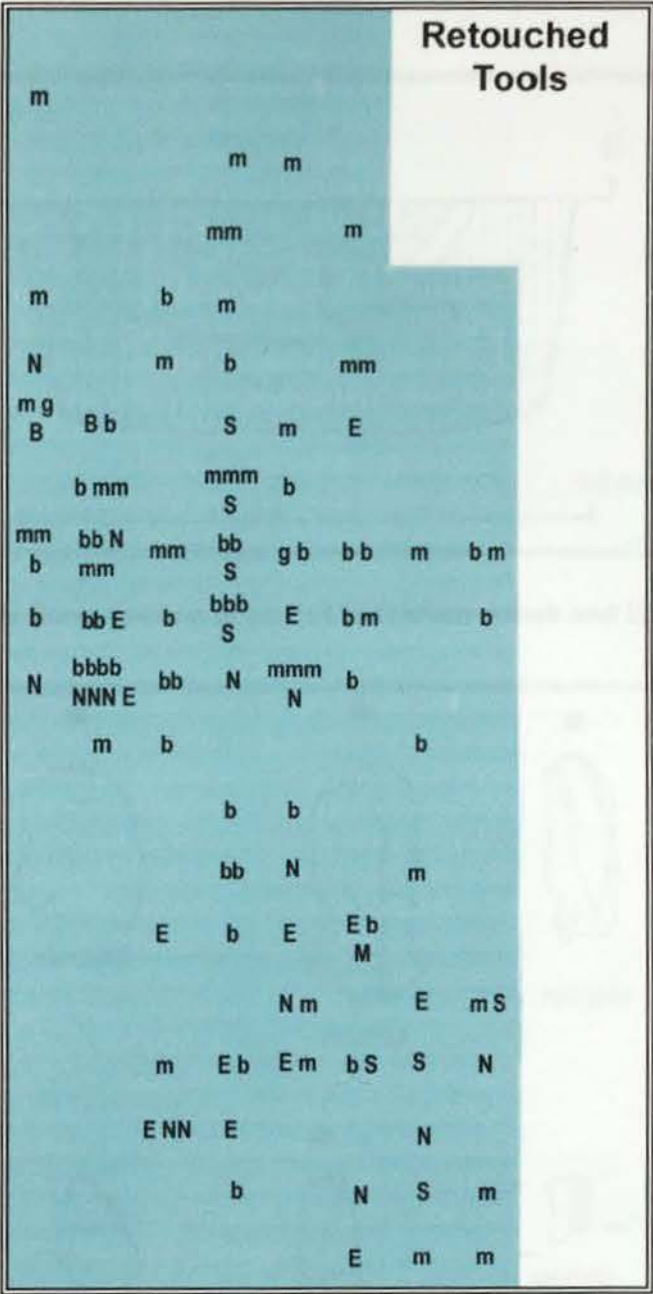 Retouched
Tools
m
m m
mm m
m b m
N m b mm
m g
B B b S m E
b mm mmm b
S
mm bb N mm bb g b b b m b m
b mm S
b bb E b bbb E b m b
S
N bbbb bb N mmm b
NNN E N
m b b
b b
bb N m
E b E E b
M
N m E m S
m E b E m b S S N
E NN E N
b N S m
E m m